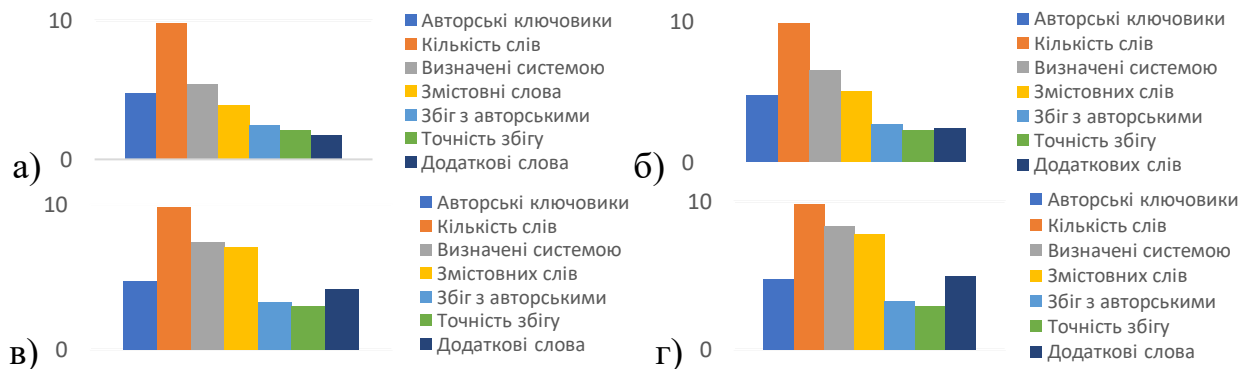 10
0
а)
Авторські ключовики
Кількість слів
Визначені системою
Змістовні слова
Збіг з авторськими
Точність збігу
Додаткові слова
10
0
б)
Авторські ключовики
Кількість слів
Визначені системою
Змістовних слів
Збіг з авторськими
Точність збігу
Додаткових слів
10
0
в)
Авторські ключовики
Кількість слів
Визначені системою
Змістовних слів
Збіг з авторськими
Точність збігу
Додаткові слова
10
0
г)
Авторські ключовики
Кількість слів
Визначені системою
Змістовних слів
Збіг з авторськими
Точність збігу
Додаткові слова